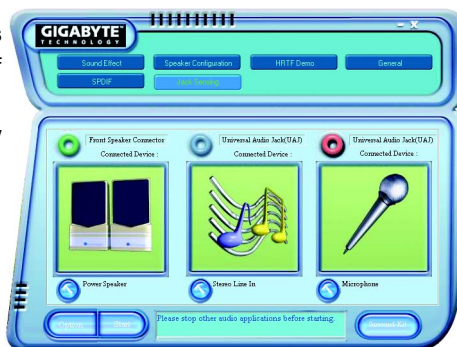 GIGABYTE™
TECHNOLOGY
Sound Effect
Speaker Configuration
HRTF Demo
General
SPDIF
Jack Sensing
Front Speaker Connector
Connected Device :
Universal Audio Jack(UAJ)
Connected Device :
Universal Audio Jack(UAJ)
Connected Device :
Power Speaker
Stereo Line In
Microphone
Option
Start
Please stop other audio applications before starting.
Surround Kit